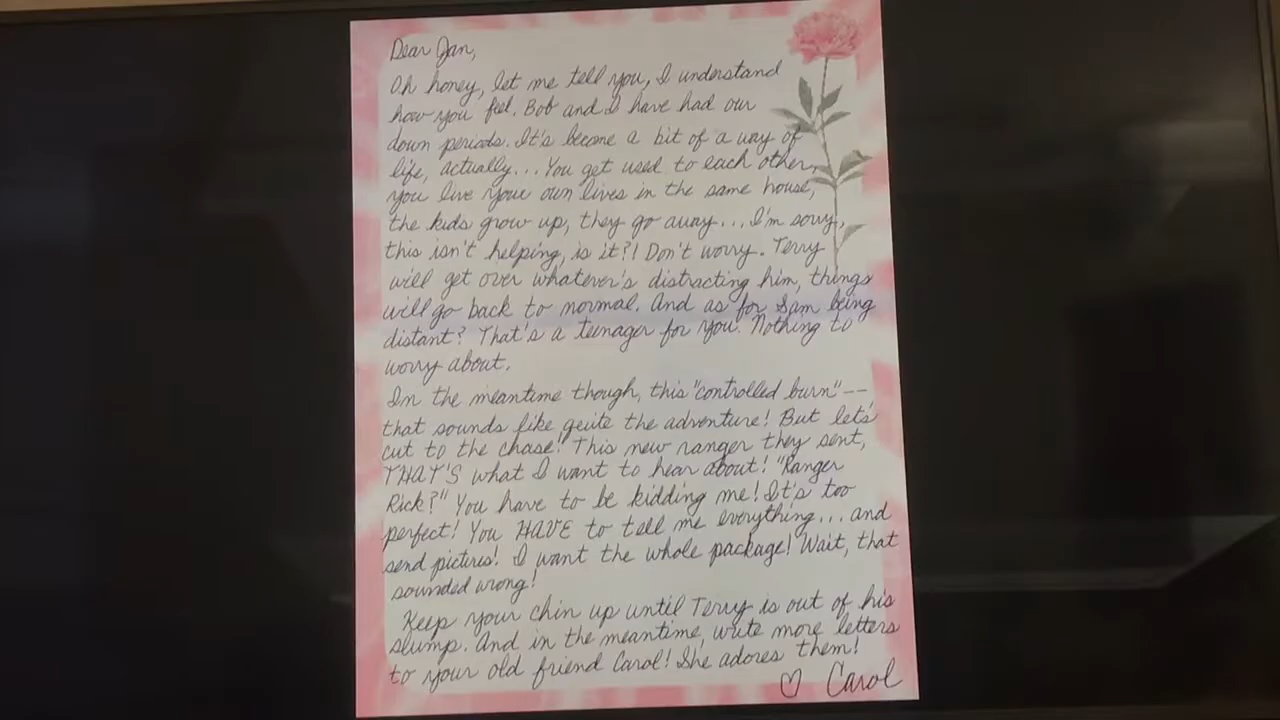 Dear Jan,
Oh honey, let me tell you, I understand
how you feel. Bob and I have had our
down periods. It's become a bit of a way of
life, actually... You get used to each other,
you live your own lives in the same house,
the kids grow up, they go away... I'm sorry,
this isn't helping, is it?! Don't worry. Terry
will get over whatever's distracting him, things
will go back to normal. And as for Sam being
distant? That's a teenager for you. Nothing to
worry about.
In the meantime though, this "controlled burn"--
that sounds like quite the adventure! But let's
cut to the chase! This new ranger they sent,
THAT'S what I want to hear about! "Ranger
Rick?" You have to be kidding me! It's too
perfect! You HAVE to tell me everything... and
send pictures! I want the whole package! Wait, that
sounded wrong!
Keep your chin up until Terry is out of his
slump. And in the meantime, write more letters
to your old friend Carol! She adores them!
♡ Carol